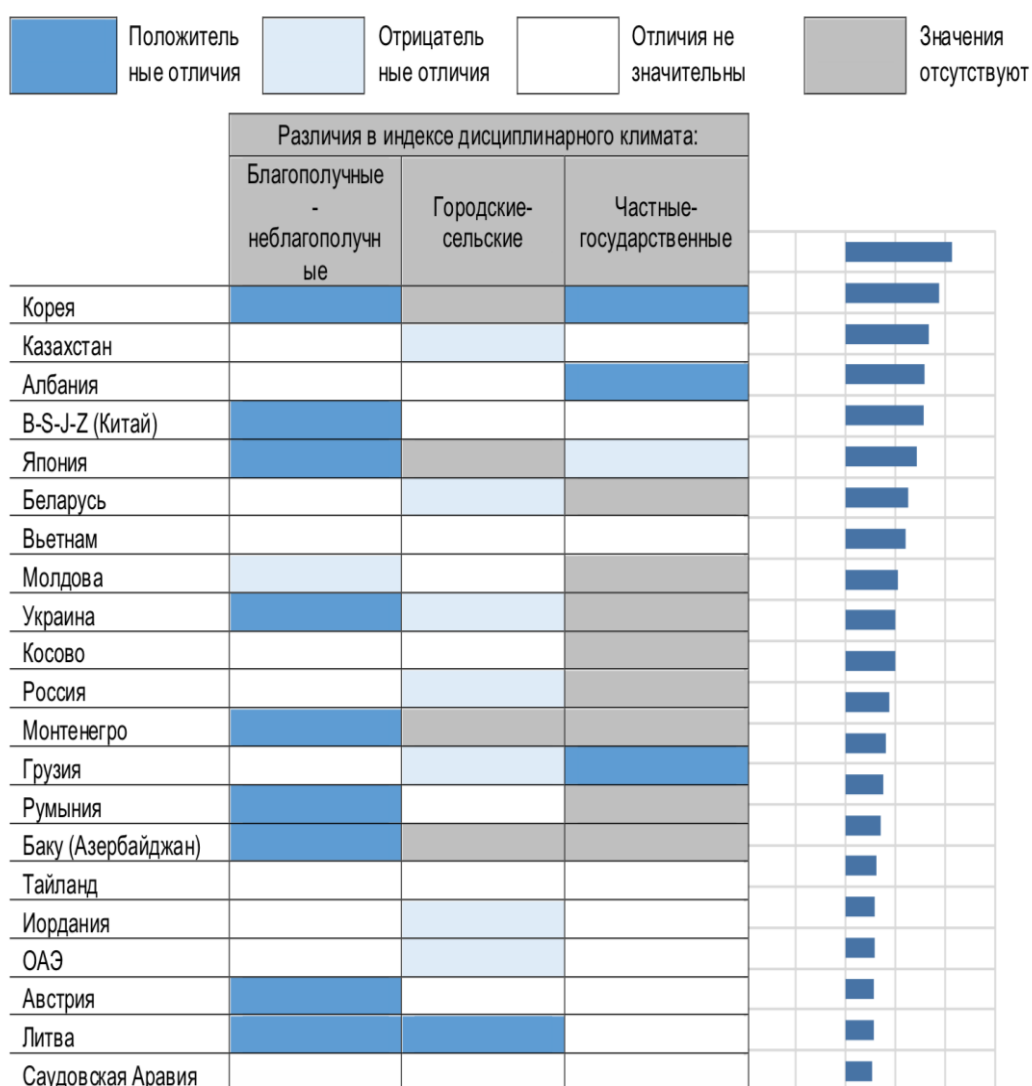 Положитель
ные отличия
Отрицатель
ные отличия
Отличия не
значительны
Значения
отсутствуют
Различия в индексе дисциплинарного климата:
Благополучные
-
неблагополучн
ые
Городские-
сельские
Частные-
государственные
Корея
Казахстан
Албания
B-S-J-Z (Китай)
Япония
Беларусь
Вьетнам
Молдова
Украина
Косово
Россия
Монтенегро
Грузия
Румыния
Баку (Азербайджан)
Тайланд
Иордания
ОАЭ
Австрия
Литва
Саудовская Аравия